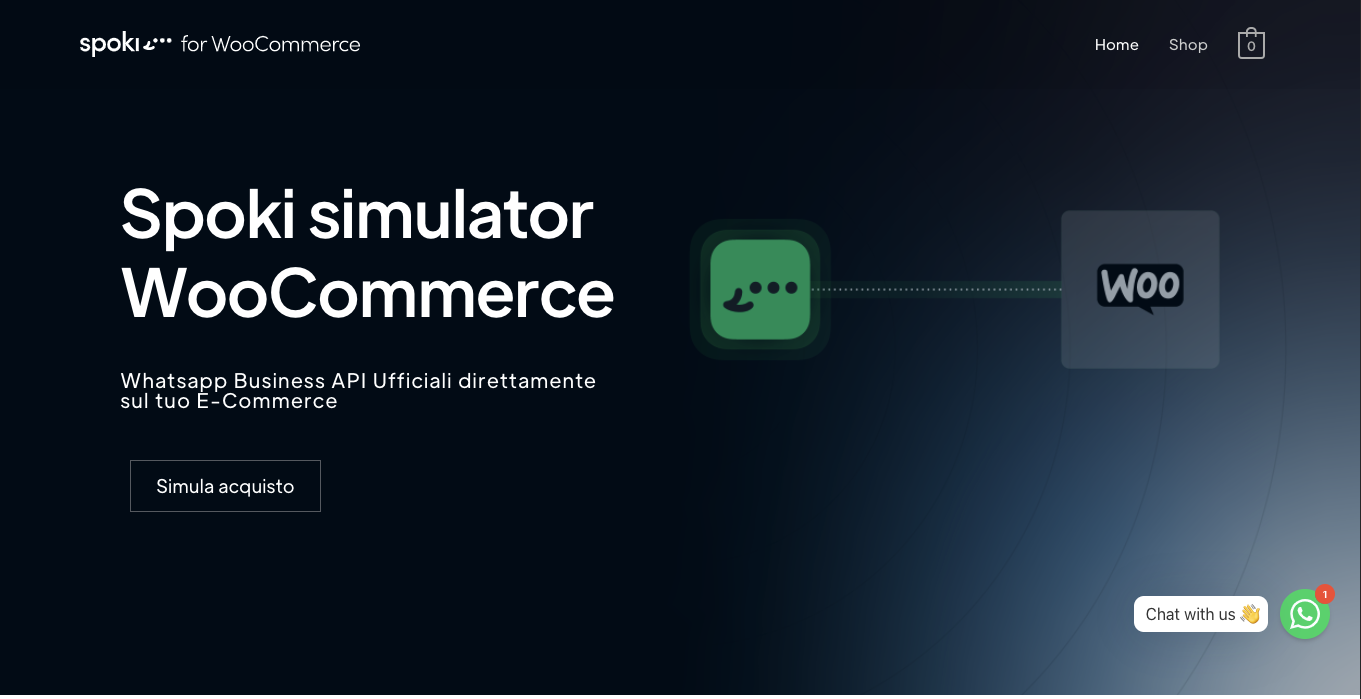 spoki for WooCommerce
Home
Shop
0
Spoki simulator
WooCommerce
Woo
Whatsapp Business API Ufficiali direttamente
sul tuo E-Commerce
Simula acquisto
Chat with us 👋
1